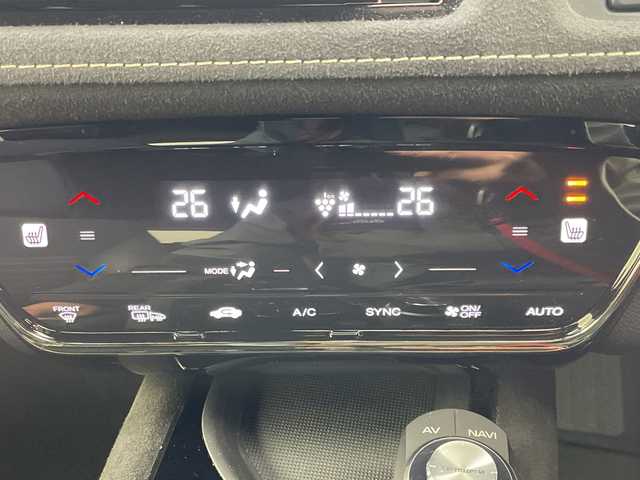 26 26
MODE
FRONT REAR A/C SYNC ON/OFF AUTO
AV NAVI